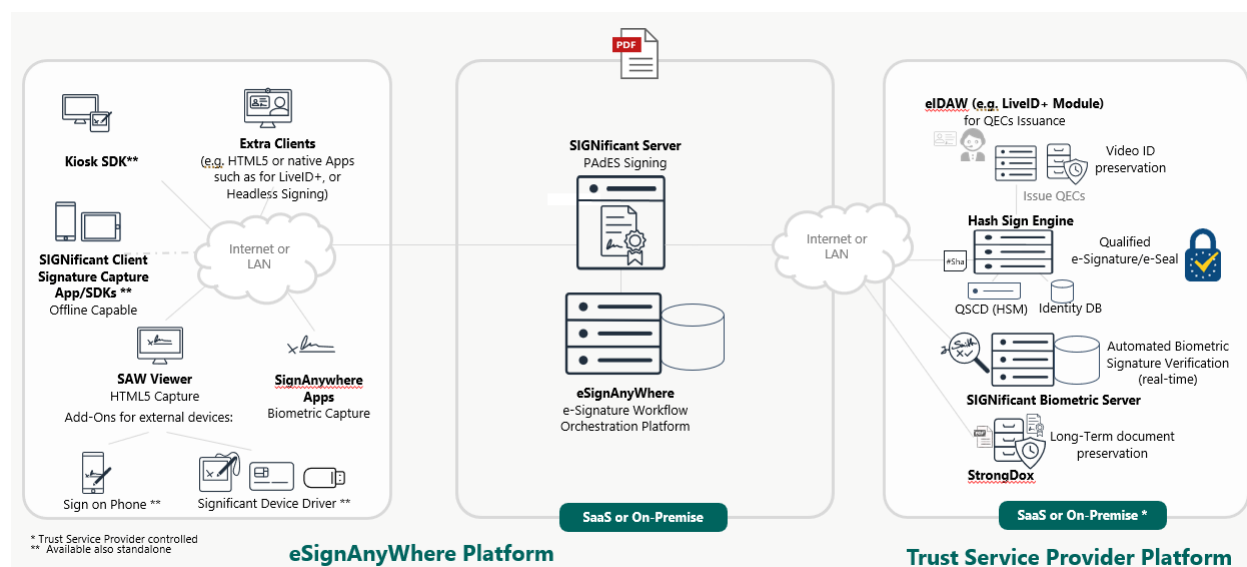 PDF
Kiosk SDK**
Extra Clients
(e.g. HTML5 or native Apps
such as for LiveID+, or
Headless Signing)
SIGNificant Client
Signature Capture
App/SDKs **
Offline Capable
Internet or
LAN
SAW Viewer
HTML5 Capture
Add-Ons for external devices:
SignAnywhere
Apps
Biometric Capture
Sign on Phone **
Significant Device Driver **
* Trust Service Provider controlled
** Available also standalone
SIGNificant Server
PAdES Signing
eSignAnyWhere
e-Signature Workflow
Orchestration Platform
SaaS or On-Premise
eSignAnyWhere Platform
Internet or
LAN
eIDAW (e.g. LiveID+ Module)
for QECs Issuance
Video ID
preservation
Issue QECs
Hash Sign Engine
#Sha
Qualified
e-Signature/e-Seal
QSCD (HSM)
Identity DB
Automated Biometric
Signature Verification
(real-time)
SIGNificant Biometric Server
PDF
Long-Term document
preservation
StrongDox
SaaS or On-Premise *
Trust Service Provider Platform